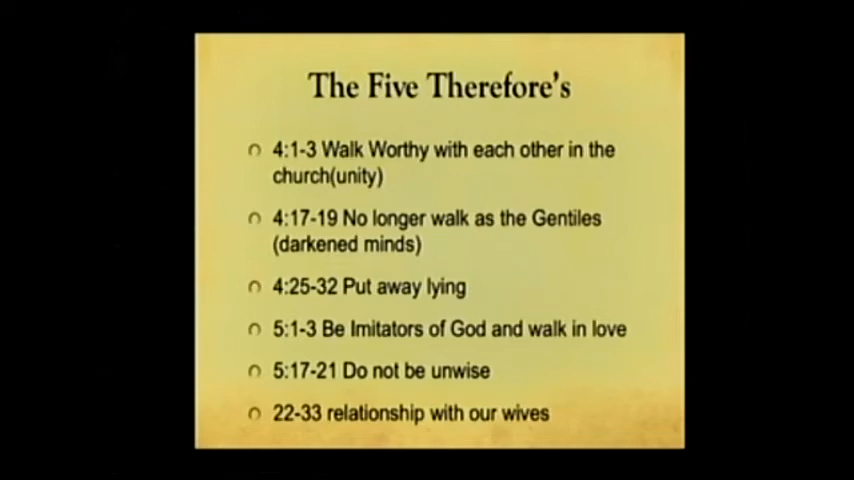 The Five Therefore's
4:1-3 Walk Worthy with each other in the
church(unity)
4:17-19 No longer walk as the Gentiles
(darkened minds)
4:25-32 Put away lying
5:1-3 Be Imitators of God and walk in love
5:17-21 Do not be unwise
22-33 relationship with our wives